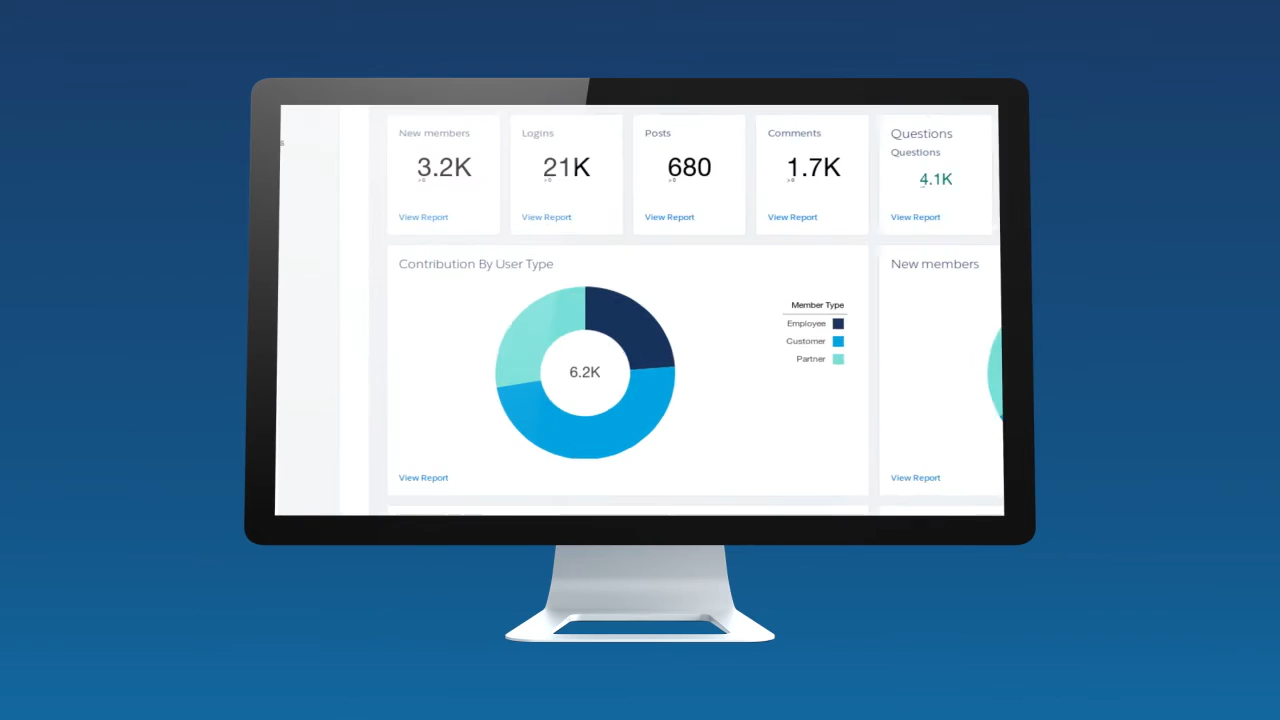 New members
3.2K
View Report
Logins
21K
View Report
Posts
680
View Report
Comments
1.7K
View Report
Questions
Questions
4.1K
View Report
Contribution By User Type
6.2K
Member Type
Employee
Customer
Partner
View Report
New members
View Report